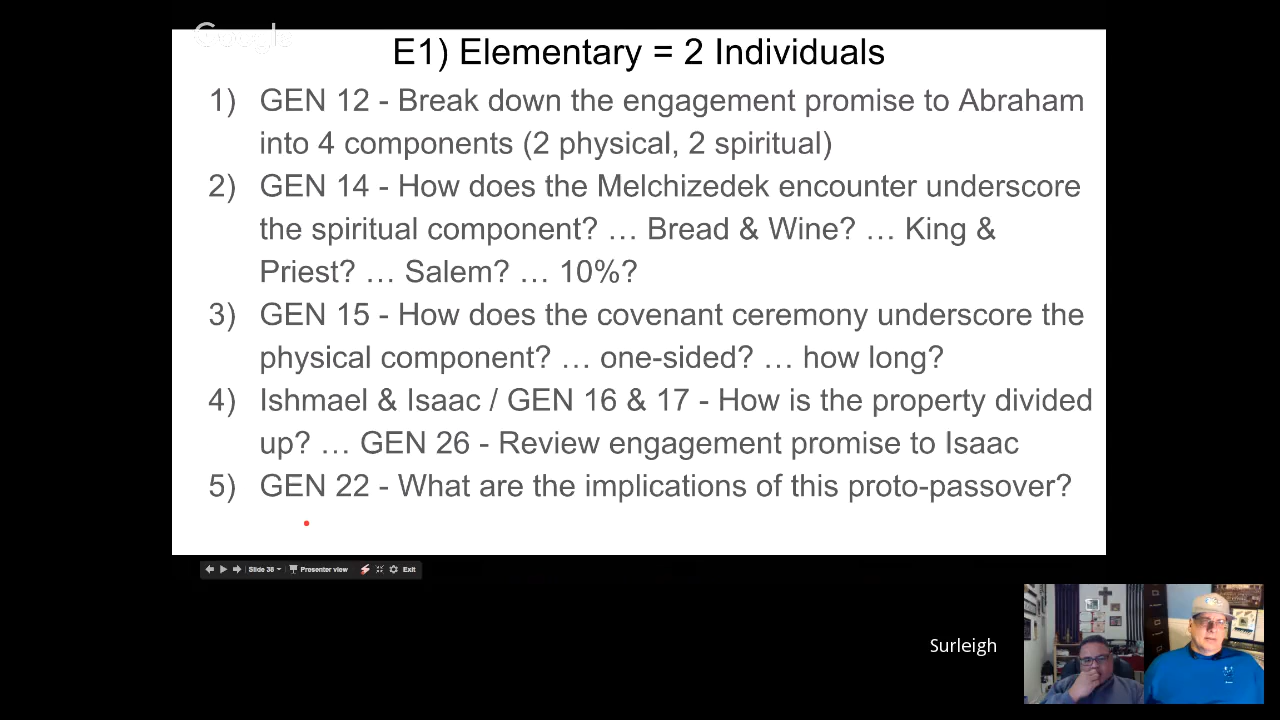 Google
E1) Elementary = 2 Individuals
1) GEN 12 - Break down the engagement promise to Abraham
into 4 components (2 physical, 2 spiritual)
2) GEN 14 - How does the Melchizedek encounter underscore
the spiritual component? … Bread & Wine? … King &
Priest? … Salem? … 10%?
3) GEN 15 - How does the covenant ceremony underscore the
physical component? … one-sided? … how long?
4) Ishmael & Isaac / GEN 16 & 17 - How is the property divided
up? … GEN 26 - Review engagement promise to Isaac
5) GEN 22 - What are the implications of this proto-passover?
Slide 38 Presenter view Exit
Surleigh